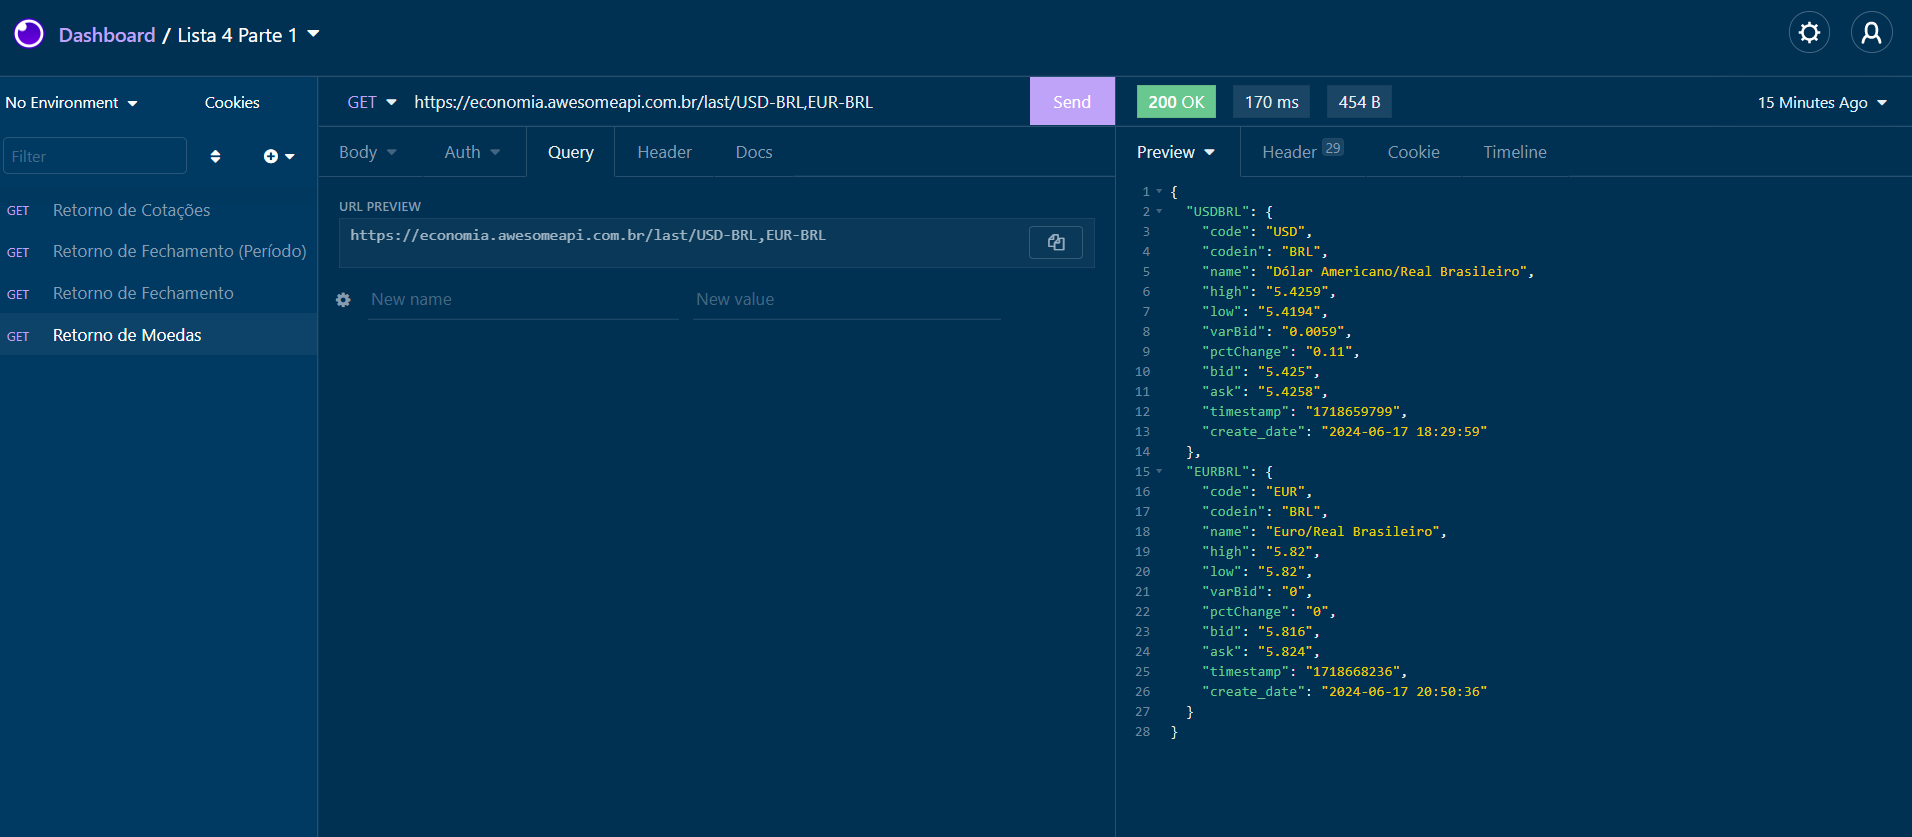 Dashboard / Lista 4 Parte 1
No Environment
Cookies
Filter
GET Retorno de Cotações
GET Retorno de Fechamento (Período)
GET Retorno de Fechamento
GET Retorno de Moedas
GET https://economia.awesomeapi.com.br/last/USD-BRL,EUR-BRL Send
Body Auth Query Header Docs
URL PREVIEW
https://economia.awesomeapi.com.br/last/USD-BRL,EUR-BRL
New name New value
200 OK 170 ms 454 B 15 Minutes Ago
Preview Header 29 Cookie Timeline
1 {
2 "USDBRL": {
3 "code": "USD",
4 "codein": "BRL",
5 "name": "Dólar Americano/Real Brasileiro",
6 "high": "5.4259",
7 "low": "5.4194",
8 "varBid": "0.0059",
9 "pctChange": "0.11",
10 "bid": "5.425",
11 "ask": "5.4258",
12 "timestamp": "1718659799",
13 "create_date": "2024-06-17 18:29:59"
14 },
15 "EURBRL": {
16 "code": "EUR",
17 "codein": "BRL",
18 "name": "Euro/Real Brasileiro",
19 "high": "5.82",
20 "low": "5.82",
21 "varBid": "0",
22 "pctChange": "0",
23 "bid": "5.816",
24 "ask": "5.824",
25 "timestamp": "1718668236",
26 "create_date": "2024-06-17 20:50:36"
27 }
28 }